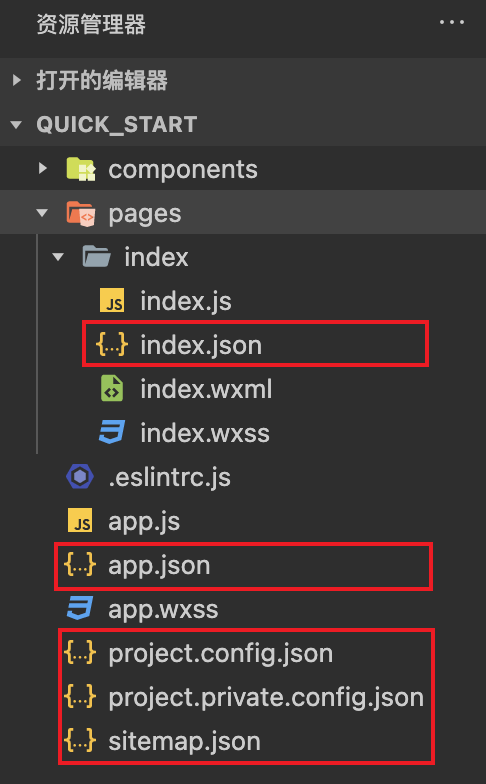 资源管理器 ···
打开的编辑器
QUICK_START
components
pages
index
JS index.js
{..} index.json
index.wxml
index.wxss
.eslintrc.js
JS app.js
{..} app.json
app.wxss
{..} project.config.json
{..} project.private.config.json
{..} sitemap.json